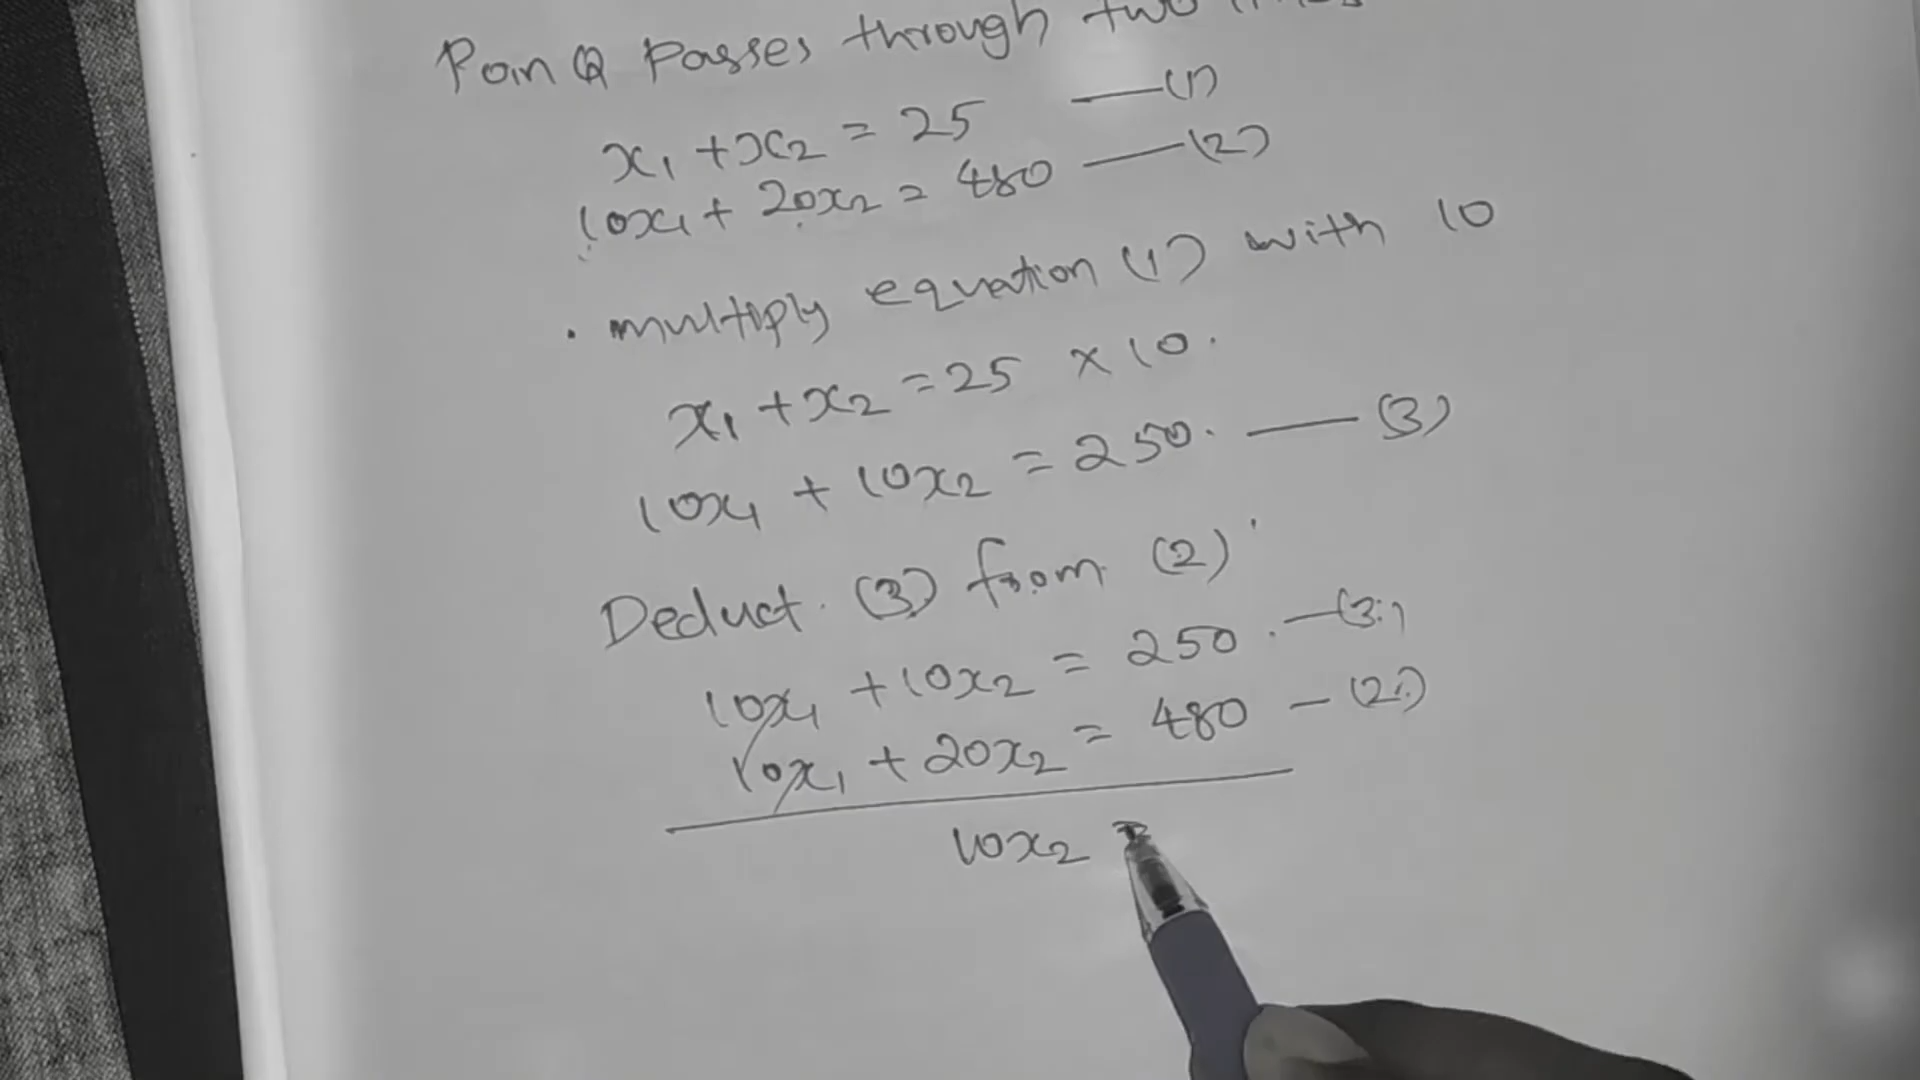 Poin Q Passes through two
x₁ + x₂ = 25 —(1)
10x₁ + 20x₂ = 480 —(2)
. multiply equation (1) with 10
x₁ + x₂ = 25 × 10.
10x₁ + 10x₂ = 250. —(3)
Deduct. (3) from (2)
10x₁ + 10x₂ = 250. —(3)
10x₁ + 20x₂ = 480 —(2)
10x₂ =